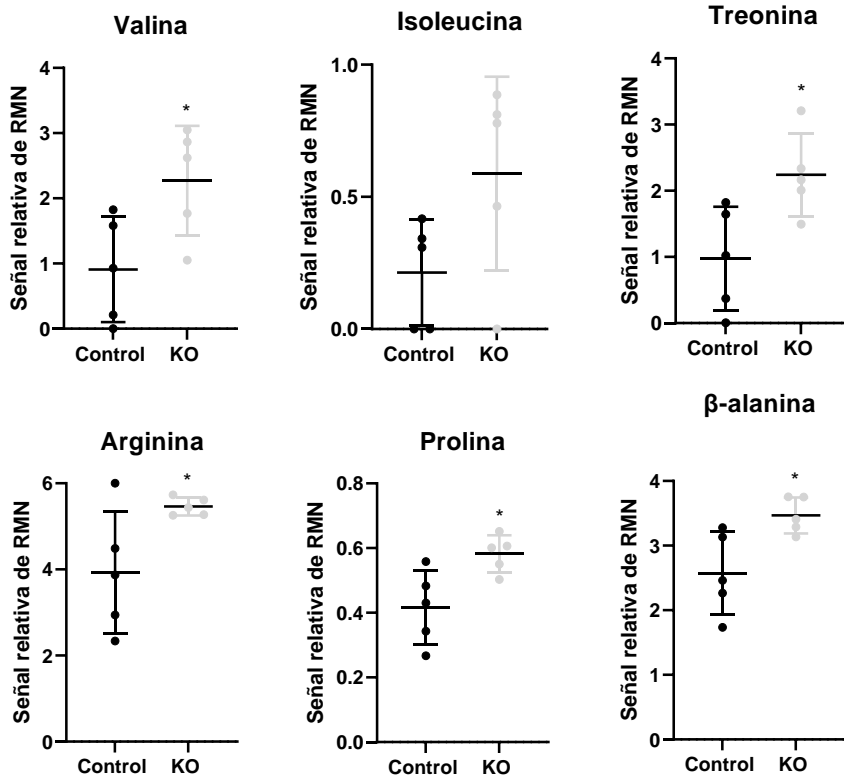 Valina
Señal relativa de RMN
4
3
2
1
0
*
Control KO
Isoleucina
Señal relativa de RMN
1.0
0.5
0.0
Control KO
Treonina
Señal relativa de RMN
4
3
2
1
0
*
Control KO
Arginina
Señal relativa de RMN
6
4
2
0
*
Control KO
Prolina
Señal relativa de RMN
0.8
0.6
0.4
0.2
0.0
*
Control KO
β-alanina
Señal relativa de RMN
4
3
2
1
0
*
Control KO